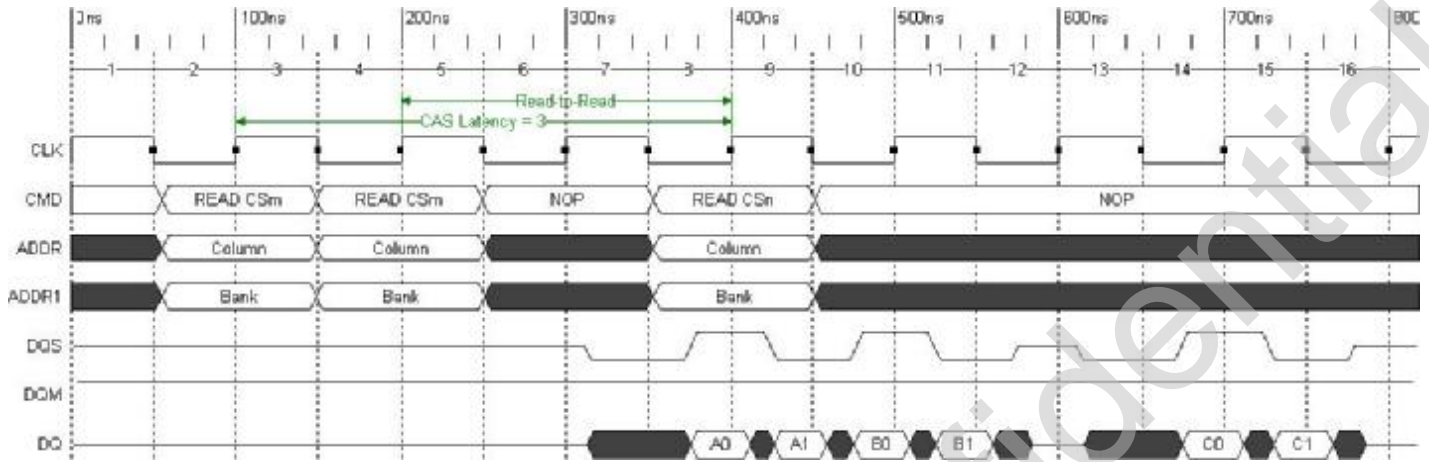 0ns 100ns 200ns 300ns 400ns 500ns 600ns 700ns
1 2 3 4 5 6 7 8 9 10 11 12 13 14 15 16
Read-to-Read
CAS Latency = 3
CLK
CMD READ CSm READ CSm NOP READ CSn NOP
ADDR Column Column Column
ADDR1 Bank Bank Bank
DQS
DQM
DQ A0 A1 B0 B1 C0 C1